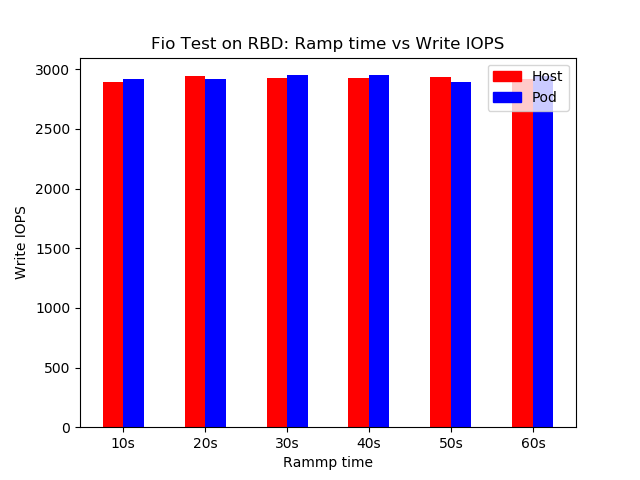 Fio Test on RBD: Ramp time vs Write IOPS
Host
Pod
3000
2500
2000
1500
1000
500
0
Write IOPS
10s 20s 30s 40s 50s 60s
Rammp time